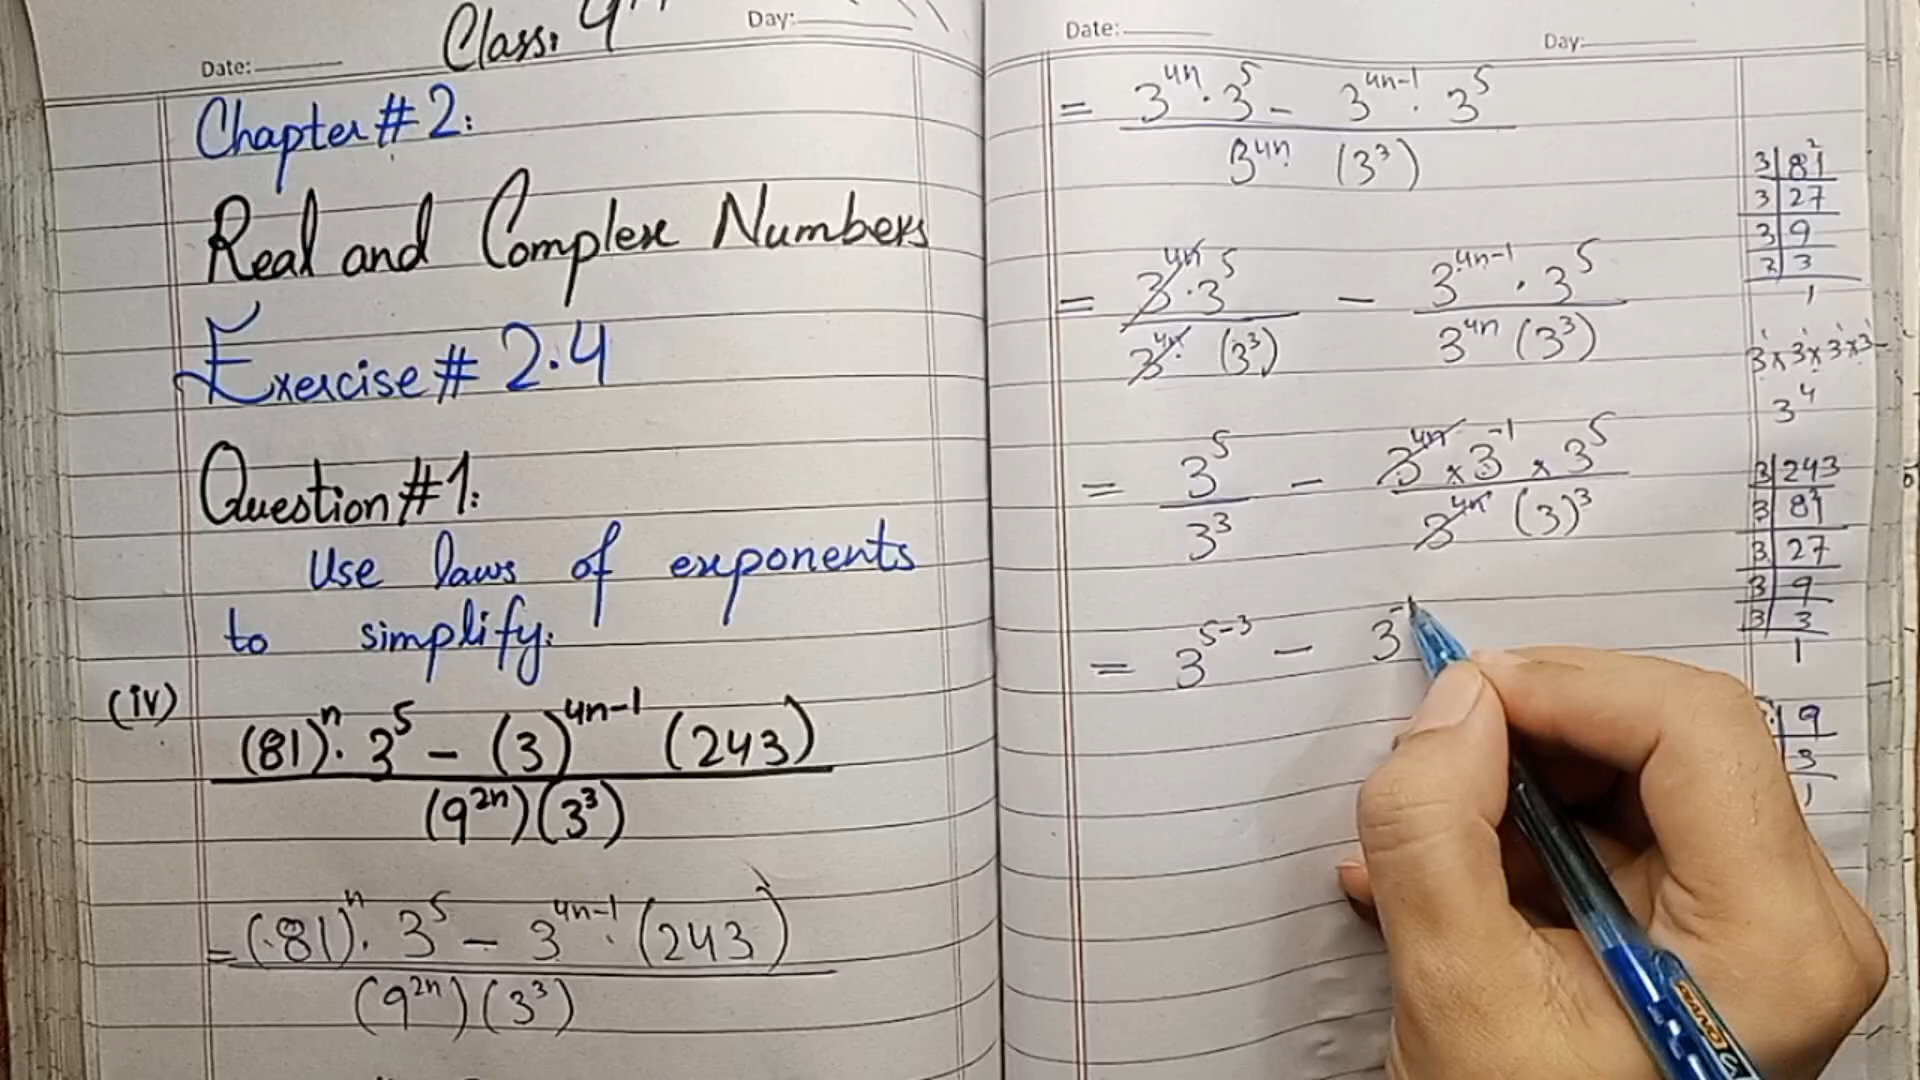 Class: 9th
Date: Day:
Chapter # 2:
Real and Complex Numbers
Exercise # 2.4
Question #1:
Use laws of exponents
to simplify.
(iv) (81)^n · 3^5 − (3)^{4n−1} (243)
(9^{2n})(3^3)
= (81)^n · 3^5 − 3^{4n−1} · (243)
(9^{2n})(3^3)
Date: Day:
= 3^{4n} · 3^5 − 3^{4n−1} · 3^5
3^{4n} (3^3)
= 3^{4n} · 3^5 − 3^{4n−1} · 3^5
3^{4n} · (3^3) 3^{4n} (3^3)
= 3^5 − 3^{4n} × 3^{−1} × 3^5
3^3 3^{4n} (3)^3
= 3^{5−3} − 3^{-1}
3 | 81
3 | 27
3 | 9
3 | 3
1
3 × 3 × 3 × 3
3^4
3 | 243
3 | 81
3 | 27
3 | 9
3 | 3
1
9
3
1